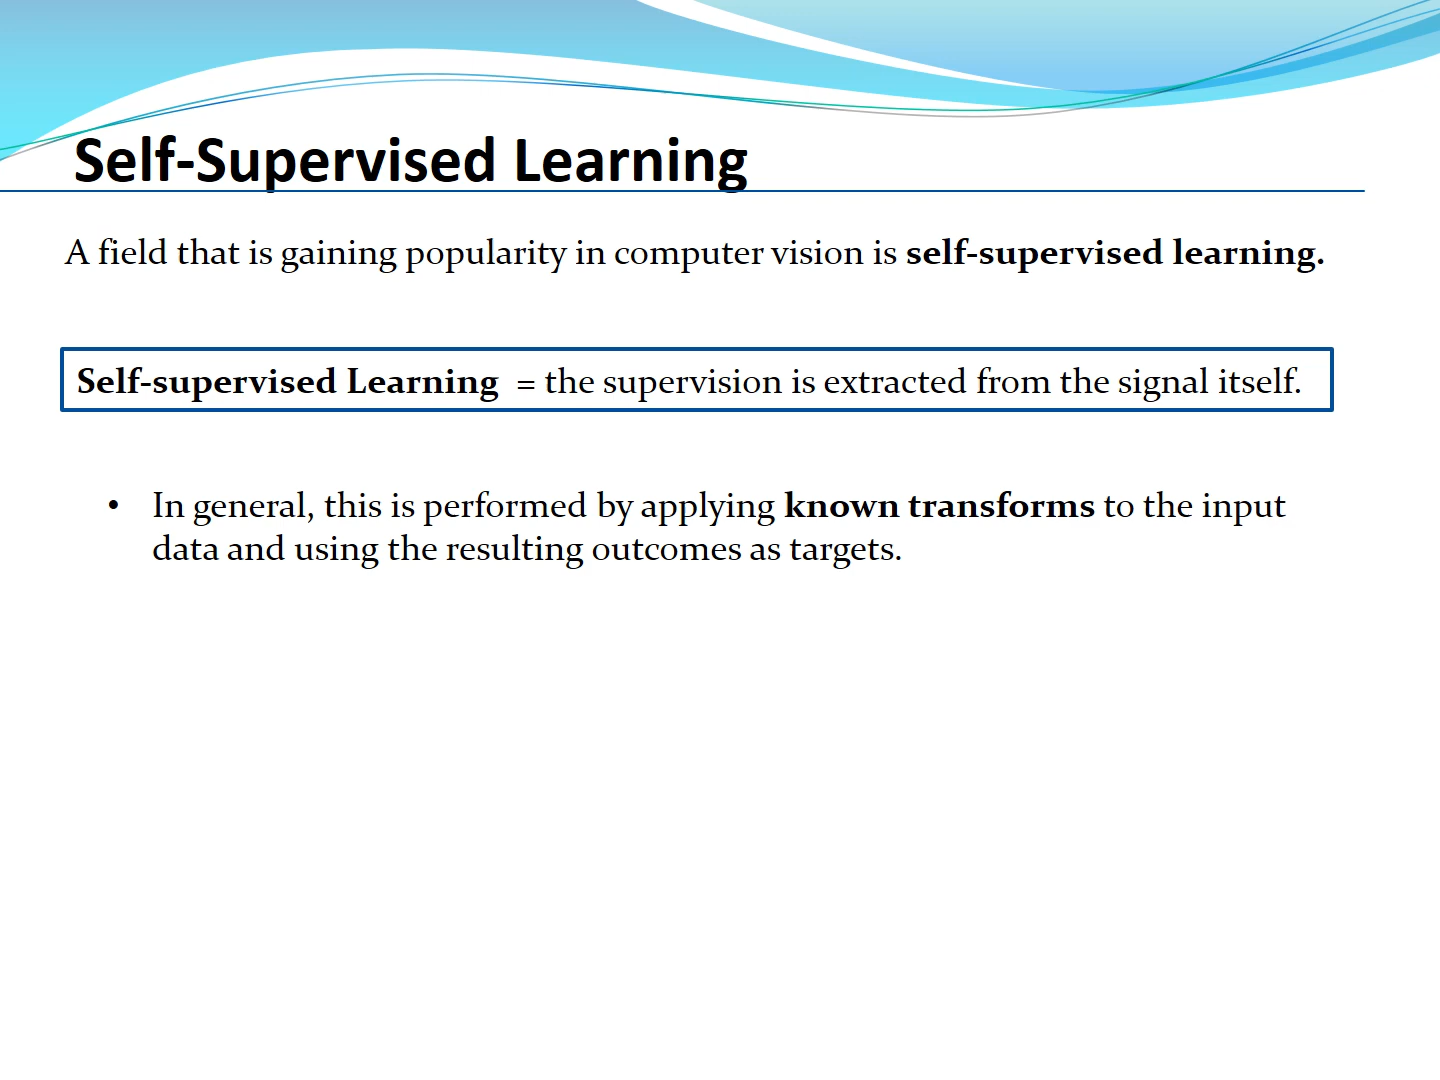 Self-Supervised Learning
A field that is gaining popularity in computer vision is self-supervised learning.
Self-supervised Learning = the supervision is extracted from the signal itself.
• In general, this is performed by applying known transforms to the input
data and using the resulting outcomes as targets.